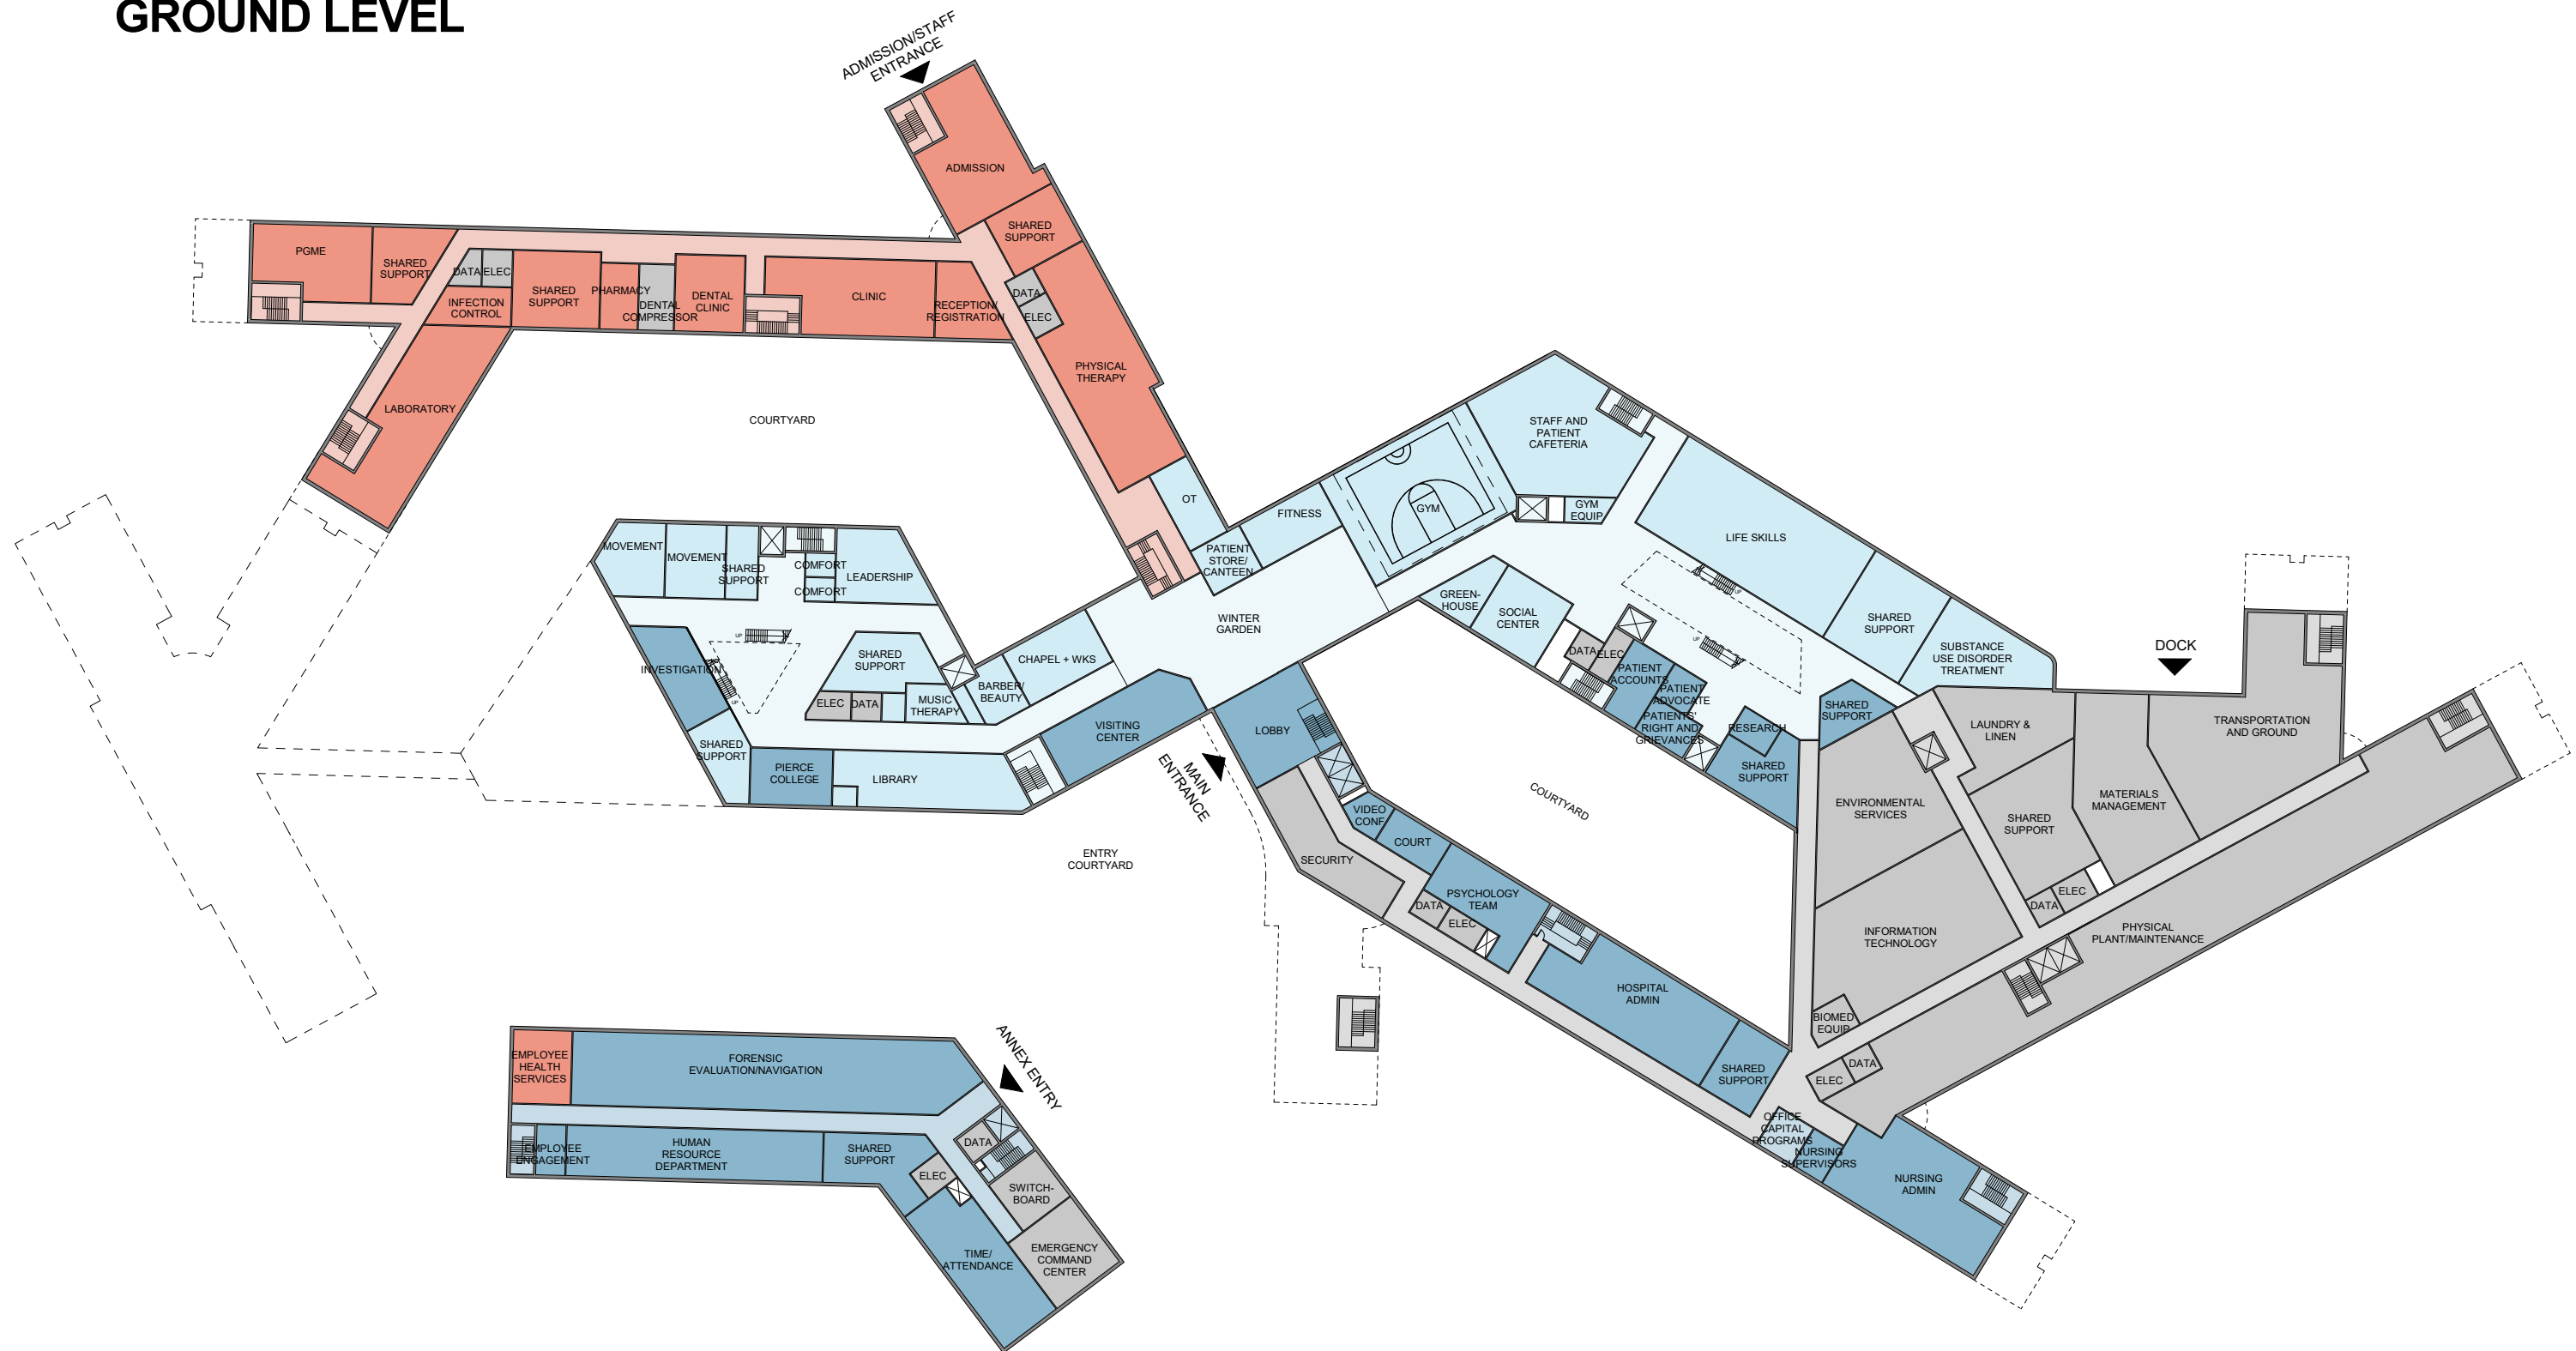 GROUND LEVEL
ADMISSION/STAFF
ENTRANCE
ADMISSION
SHARED
SUPPORT
PGME
SHARED
SUPPORT
DATA
ELEC
INFECTION
CONTROL
SHARED
SUPPORT
PHARMACY
DENTAL
COMPRESSOR
DENTAL
CLINIC
CLINIC
RECEPTION/
REGISTRATION
DATA
ELEC
PHYSICAL
THERAPY
LABORATORY
COURTYARD
OT
PATIENT
STORE/
CANTEEN
FITNESS
GYM
STAFF AND
PATIENT
CAFETERIA
GYM
EQUIP
LIFE SKILLS
SHARED
SUPPORT
SUBSTANCE
USE DISORDER
TREATMENT
MOVEMENT
MOVEMENT
SHARED
SUPPORT
COMFORT
COMFORT
LEADERSHIP
UP
INVESTIGATION
UP
SHARED
SUPPORT
ELEC
DATA
MUSIC
THERAPY
BARBER/
BEAUTY
CHAPEL + WKS
WINTER
GARDEN
GREEN-
HOUSE
SOCIAL
CENTER
UP
UP
DATA
ELEC
PATIENT
ACCOUNTS
PATIENT
ADVOCATE
PATIENTS'
RIGHT AND
GRIEVANCES
RESEARCH
SHARED
SUPPORT
SHARED
SUPPORT
SHARED
SUPPORT
PIERCE
COLLEGE
LIBRARY
VISITING
CENTER
LOBBY
MAIN
ENTRANCE
ENTRY
COURTYARD
COURTYARD
DOCK
LAUNDRY &
LINEN
TRANSPORTATION
AND GROUND
ENVIRONMENTAL
SERVICES
SHARED
SUPPORT
MATERIALS
MANAGEMENT
INFORMATION
TECHNOLOGY
DATA
ELEC
PHYSICAL
PLANT/MAINTENANCE
BIOMED
EQUIP
ELEC
DATA
SECURITY
VIDEO
CONF
COURT
PSYCHOLOGY
TEAM
DATA
ELEC
HOSPITAL
ADMIN
SHARED
SUPPORT
OFFICE
CAPITAL
PROGRAMS
NURSING
SUPERVISORS
NURSING
ADMIN
EMPLOYEE
HEALTH
SERVICES
FORENSIC
EVALUATION/NAVIGATION
ANNEX ENTRY
EMPLOYEE
ENGAGEMENT
HUMAN
RESOURCE
DEPARTMENT
SHARED
SUPPORT
ELEC
DATA
SWITCH-
BOARD
TIME/
ATTENDANCE
EMERGENCY
COMMAND
CENTER